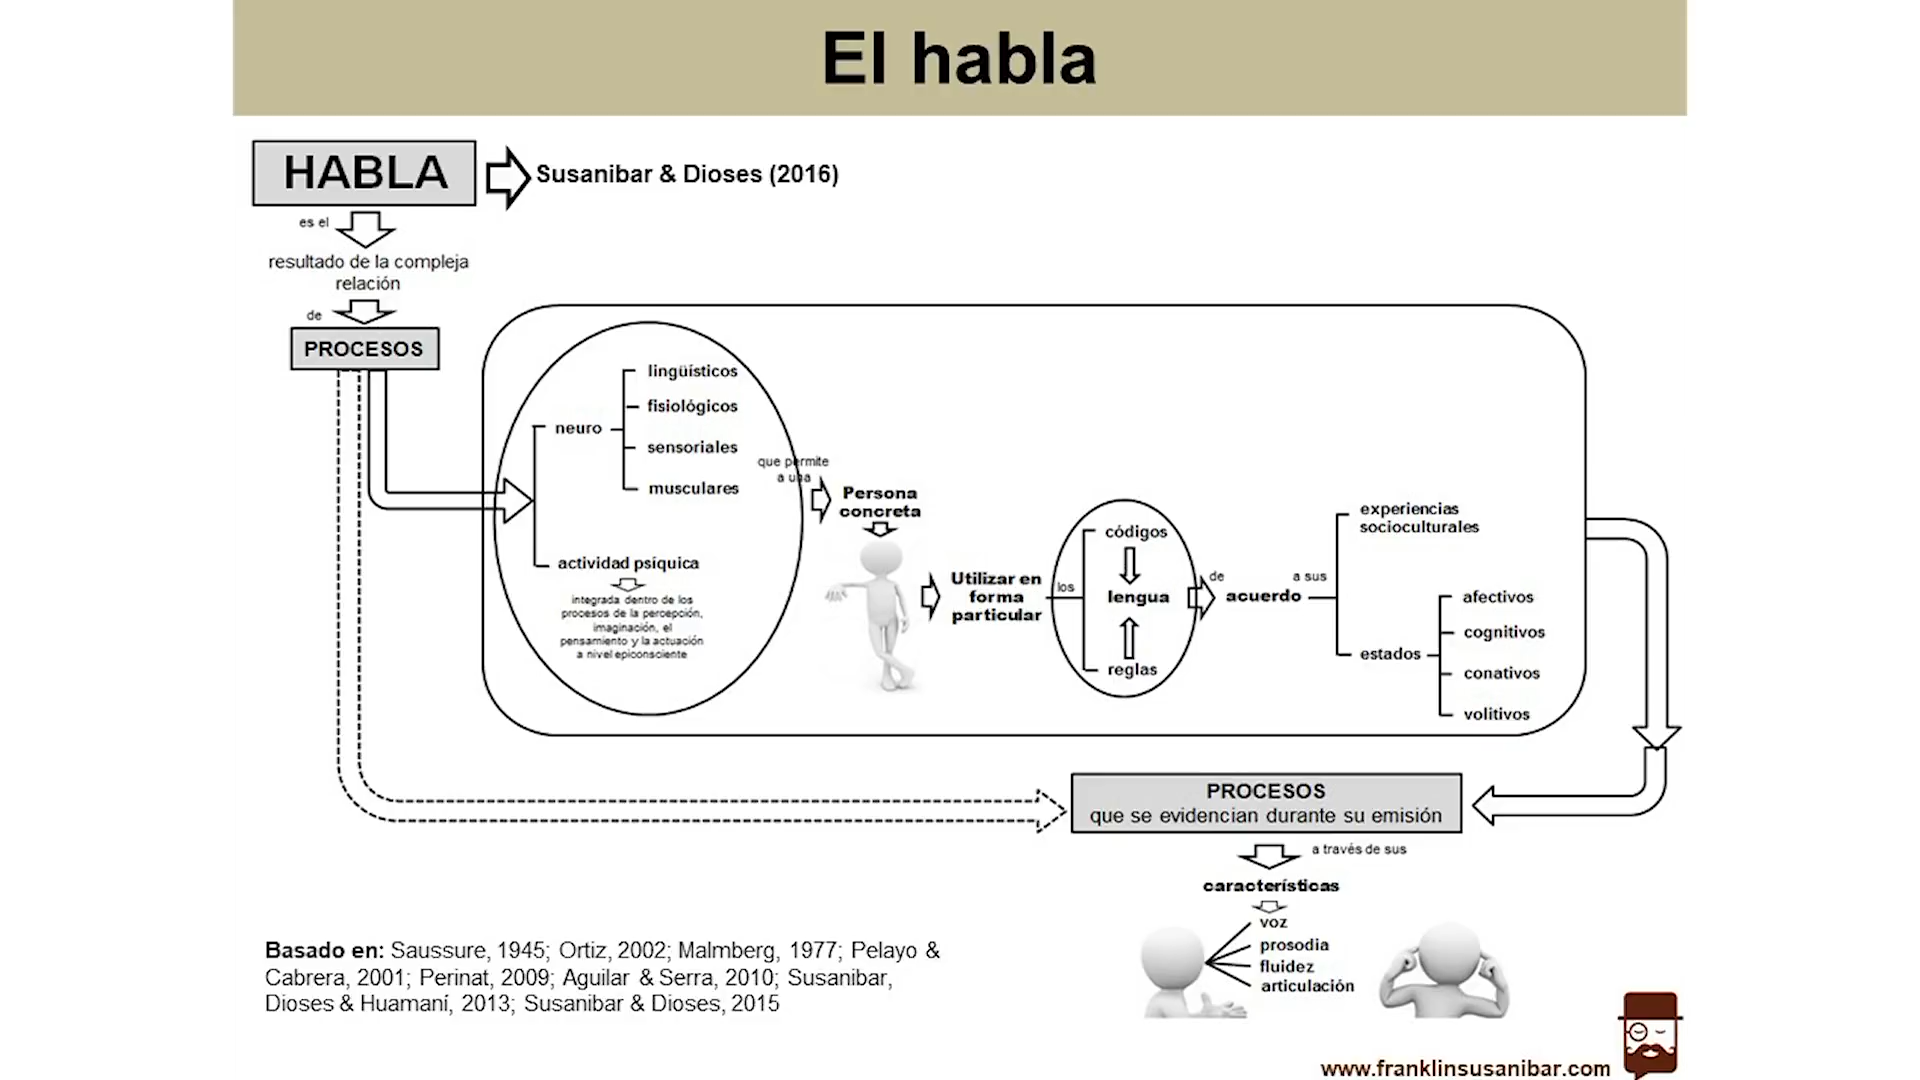 El habla
HABLA
Susanibar & Dioses (2016)
es el
resultado de la compleja
relación
de
PROCESOS
neuro
lingüísticos
fisiológicos
sensoriales
musculares
actividad psíquica
integrada dentro de los
procesos de la percepción,
imaginación, el
pensamiento y la actuación
a nivel epiconsciente
que permite
a una
Persona
concreta
Utilizar en
forma
particular
los
códigos
lengua
reglas
de
acuerdo
a sus
experiencias
socioculturales
estados
afectivos
cognitivos
conativos
volitivos
PROCESOS
que se evidencian durante su emisión
a través de sus
características
voz
prosodia
fluidez
articulación
Basado en: Saussure, 1945; Ortiz, 2002; Malmberg, 1977; Pelayo &
Cabrera, 2001; Perinat, 2009; Aguilar & Serra, 2010; Susanibar,
Dioses & Huamaní, 2013; Susanibar & Dioses, 2015
www.franklinsusanibar.com